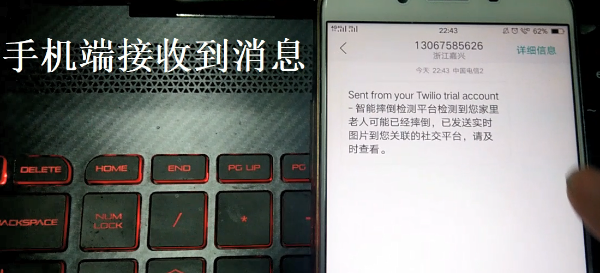 手机端接收到消息
22:43
62%
13067585626
浙江嘉兴
详细信息
今天 22:43 中国电信2
Sent from your Twilio trial account
- 智能摔倒检测平台检测到您家里
老人可能已经摔倒，已发送实时
图片到您关联的社交平台，请及
时查看。
DELETE
HOME
END
PG UP
PG
BACKSPACE
NUM
LOCK
/
*